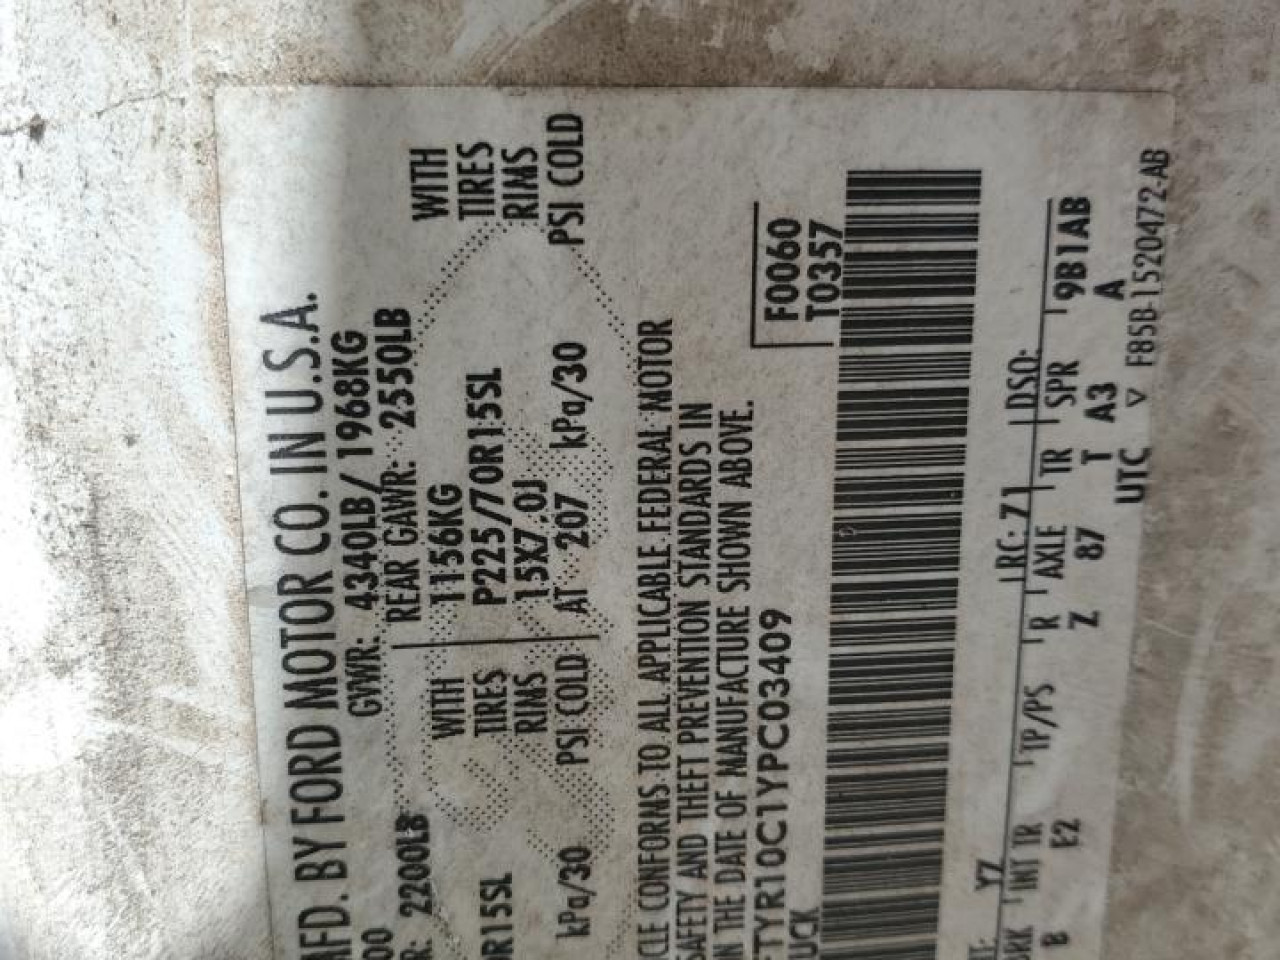 MFD. BY FORD MOTOR CO. IN U.S.A.
00 GVWR: 4340LB/ 1968KG
R: 2200LB REAR GAWR: 2550LB
WITH 1156KG WITH
R15SL TIRES P225/70R15SL TIRES
RIMS 15X7.0J RIMS
kPa/30 PSI COLD AT 207 kPa/30 PSI COLD
CLE CONFORMS TO ALL APPLICABLE FEDERAL MOTOR
SAFETY AND THEFT PREVENTION STANDARDS IN
ON THE DATE OF MANUFACTURE SHOWN ABOVE.
FTYR10C1YPC03409 F0060
UCK T0357
YZ RC: 71 DSO:
BRK INT TR TP/PS R AXLE TR SPR 9B1AB
B E2 Z 87 T A3 A
UTC ▽ F85B-1520472-AB